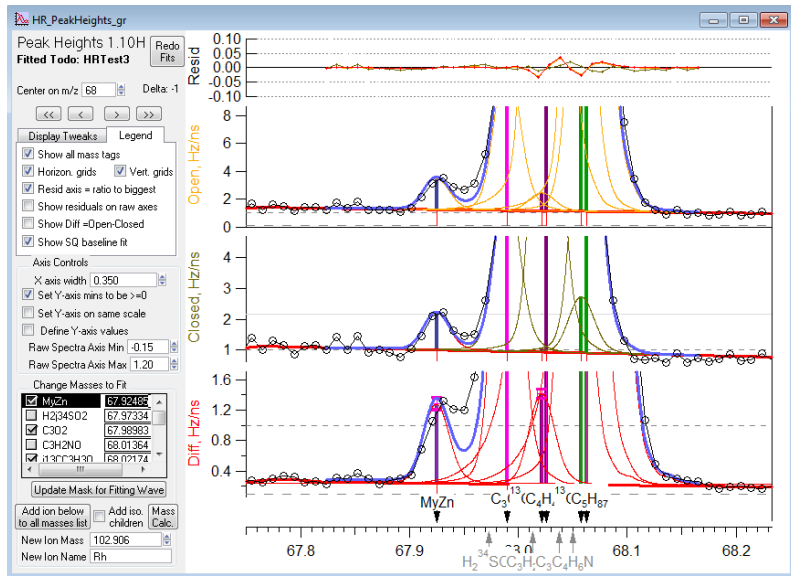 HR_PeakHeights_gr
Peak Heights 1.10H
Redo Fits
Fitted Todo: HRTest3
Center on m/z 68
Delta: -1
<< < > >>
Display Tweaks
Legend
Show all mass tags
Horizon. grids
Vert. grids
Resid axis = ratio to biggest
Show residuals on raw axes
Show Diff =Open-Closed
Show SQ baseline fit
Axis Controls
X axis width 0.350
Set Y-axis mins to be >=0
Set Y-axis on same scale
Define Y-axis values
Raw Spectra Axis Min -0.15
Raw Spectra Axis Max 1.20
Change Masses to Fit
MyZn 67.92485
H2j34SO2 67.97334
C3O2 67.98983
C3H2NO 68.01364
j13CC3H3O 68.02174
Update Mask for Fitting Wave
Add ion below to all masses list
Add iso. children
Mass Calc.
New Ion Mass 102.906
New Ion Name Rh
Resid
0.10
0.05
0.00
-0.05
-0.10
Open, Hz/ns
8
6
4
2
0
Closed, Hz/ns
4
3
2
1
Diff, Hz/ns
1.6
1.2
0.8
0.4
MyZn
67.8
67.9
68.1
68.2